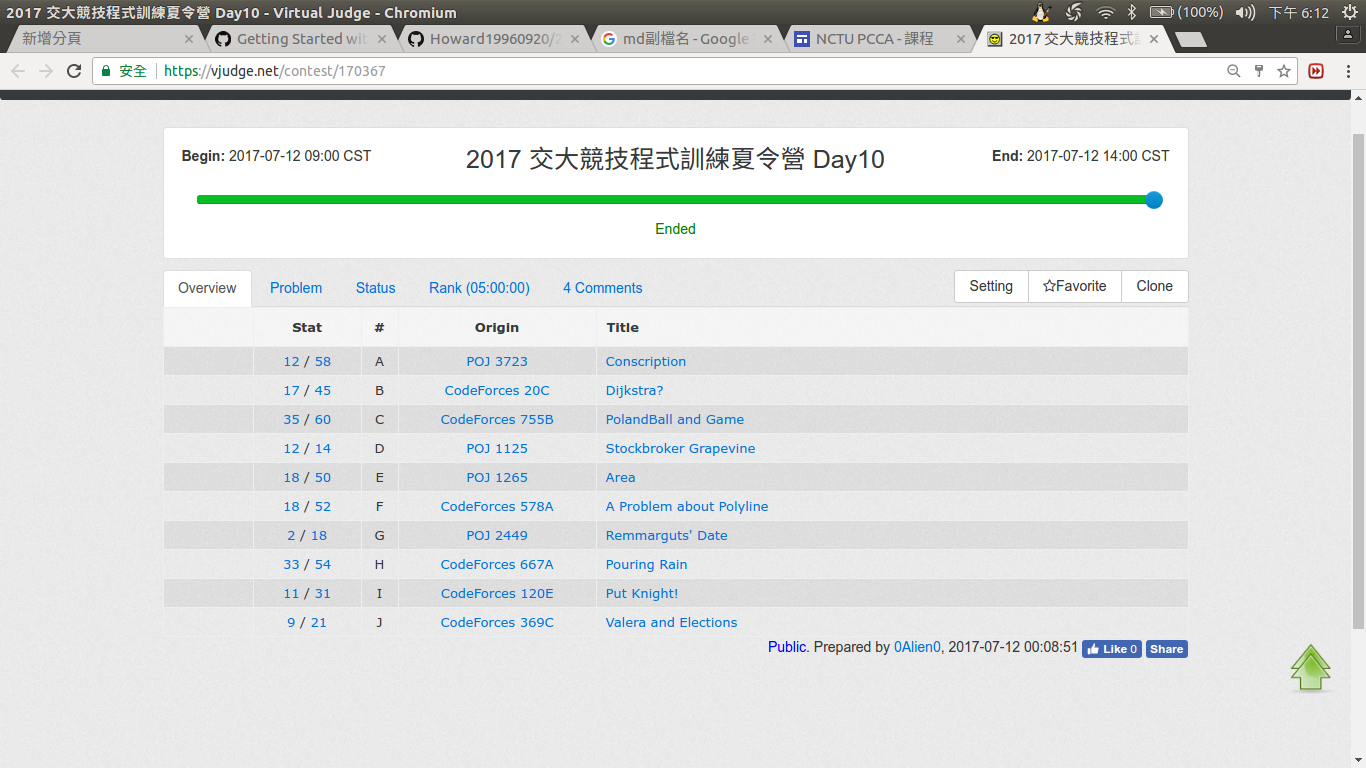 2017 交大競技程式訓練夏令營 Day10 - Virtual Judge - Chromium (100%) 下午 6:12
新增分頁 Getting Started wit Howard19960920/2 md副檔名 - Google NCTU PCCA - 課程 2017 交大競技程式訓
安全 https://vjudge.net/contest/170367
Begin: 2017-07-12 09:00 CST 2017 交大競技程式訓練夏令營 Day10 End: 2017-07-12 14:00 CST
Ended
Overview Problem Status Rank (05:00:00) 4 Comments Setting Favorite Clone
Stat # Origin Title
12 / 58 A POJ 3723 Conscription
17 / 45 B CodeForces 20C Dijkstra?
35 / 60 C CodeForces 755B PolandBall and Game
12 / 14 D POJ 1125 Stockbroker Grapevine
18 / 50 E POJ 1265 Area
18 / 52 F CodeForces 578A A Problem about Polyline
2 / 18 G POJ 2449 Remmarguts' Date
33 / 54 H CodeForces 667A Pouring Rain
11 / 31 I CodeForces 120E Put Knight!
9 / 21 J CodeForces 369C Valera and Elections
Public. Prepared by 0Alien0, 2017-07-12 00:08:51 Like 0 Share